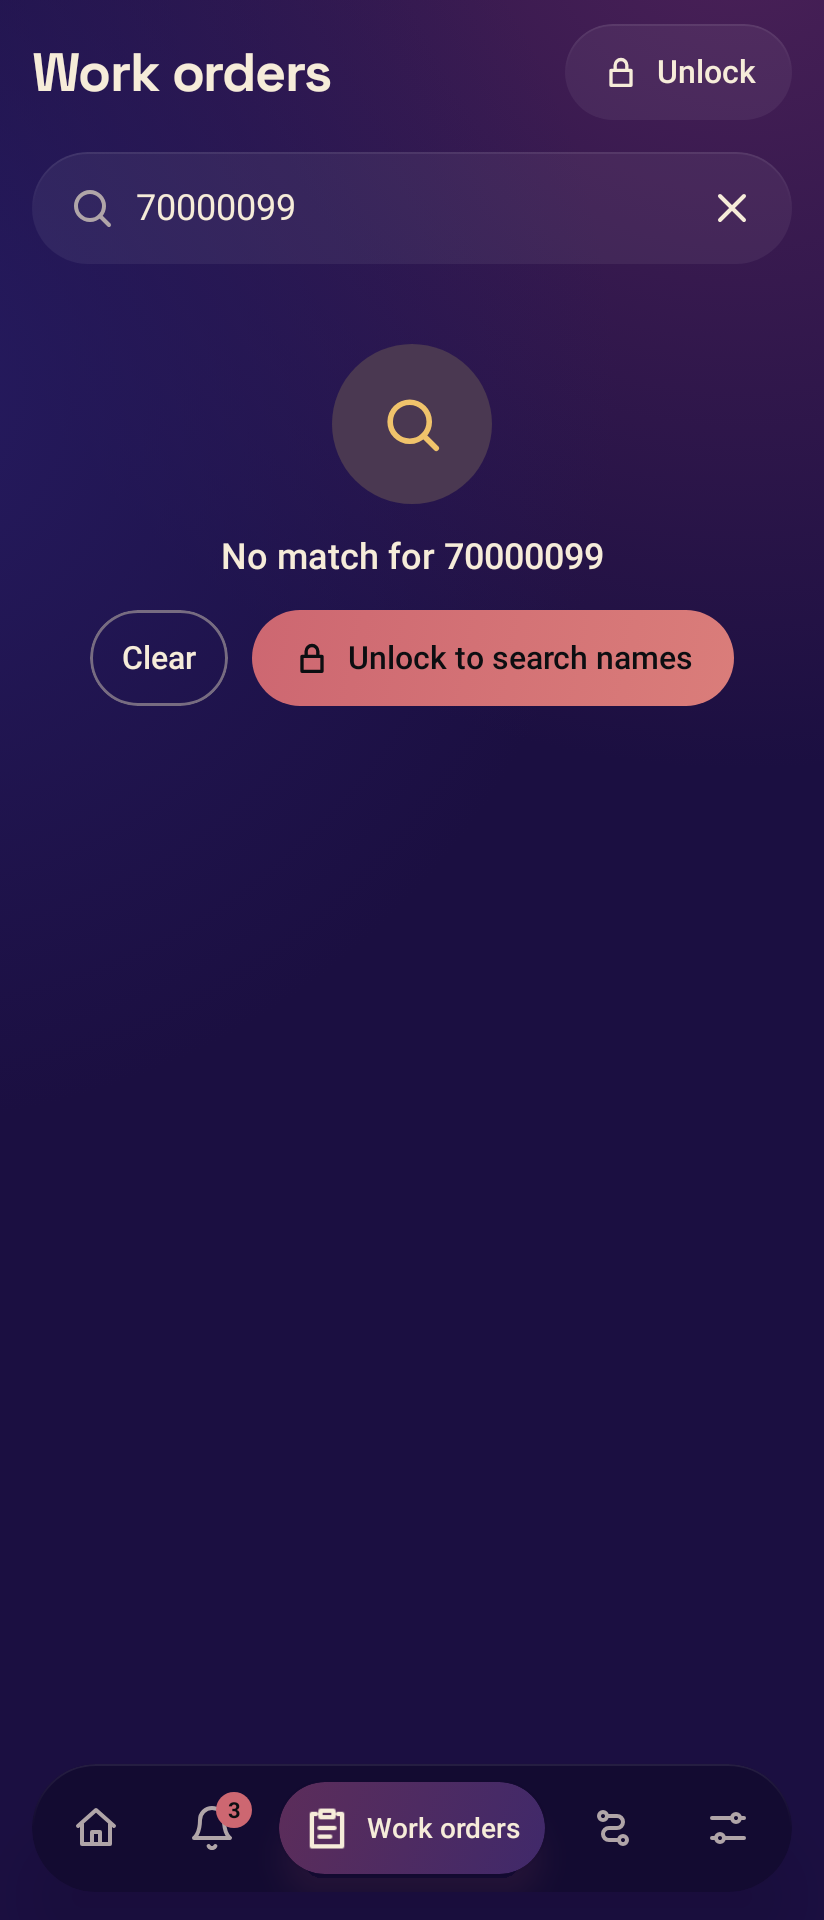 Work orders
Unlock
70000099
No match for 70000099
Clear
Unlock to search names
3
Work orders